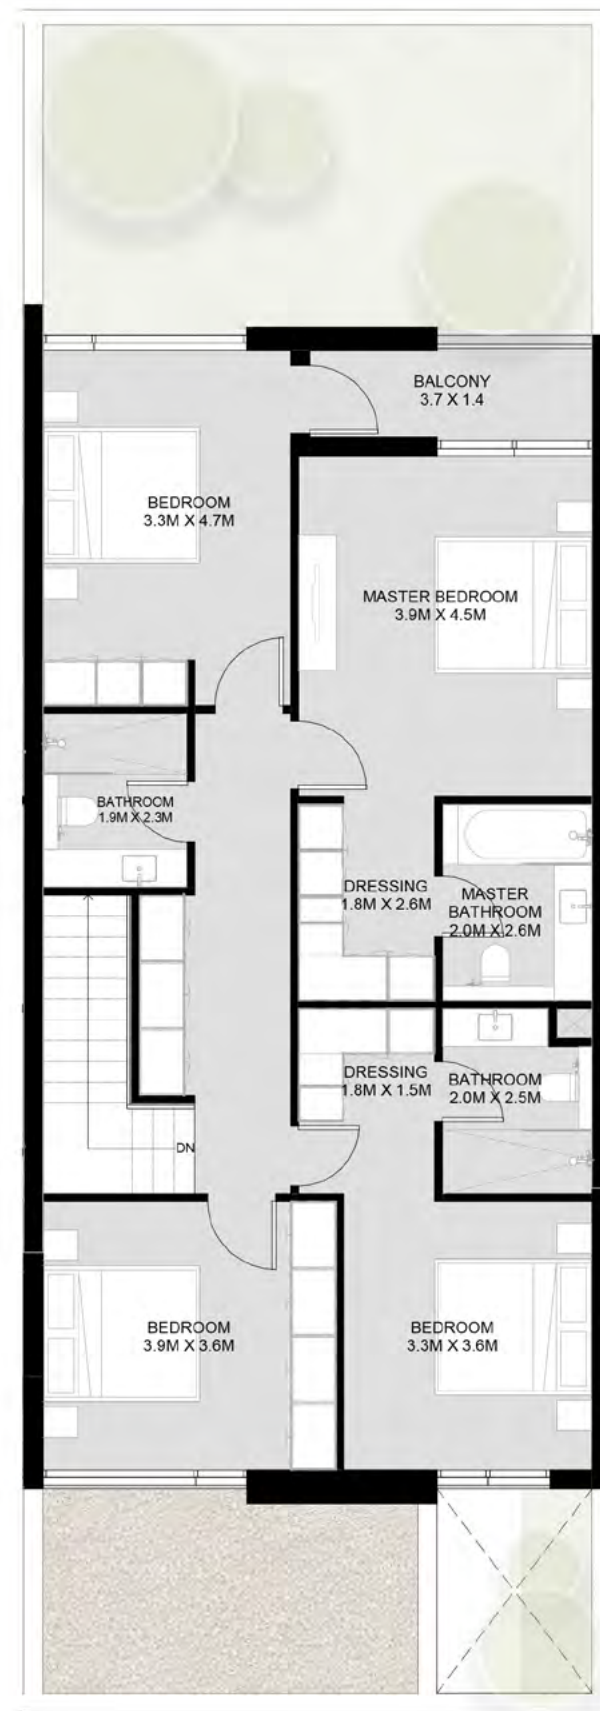 BALCONY
3.7 X 1.4
BEDROOM
3.3M X 4.7M
MASTER BEDROOM
3.9M X 4.5M
BATHROOM
1.9M X 2.3M
DRESSING
1.8M X 2.6M
MASTER
BATHROOM
2.0M X 2.6M
DRESSING
1.8M X 1.5M
BATHROOM
2.0M X 2.5M
DN
BEDROOM
3.9M X 3.6M
BEDROOM
3.3M X 3.6M